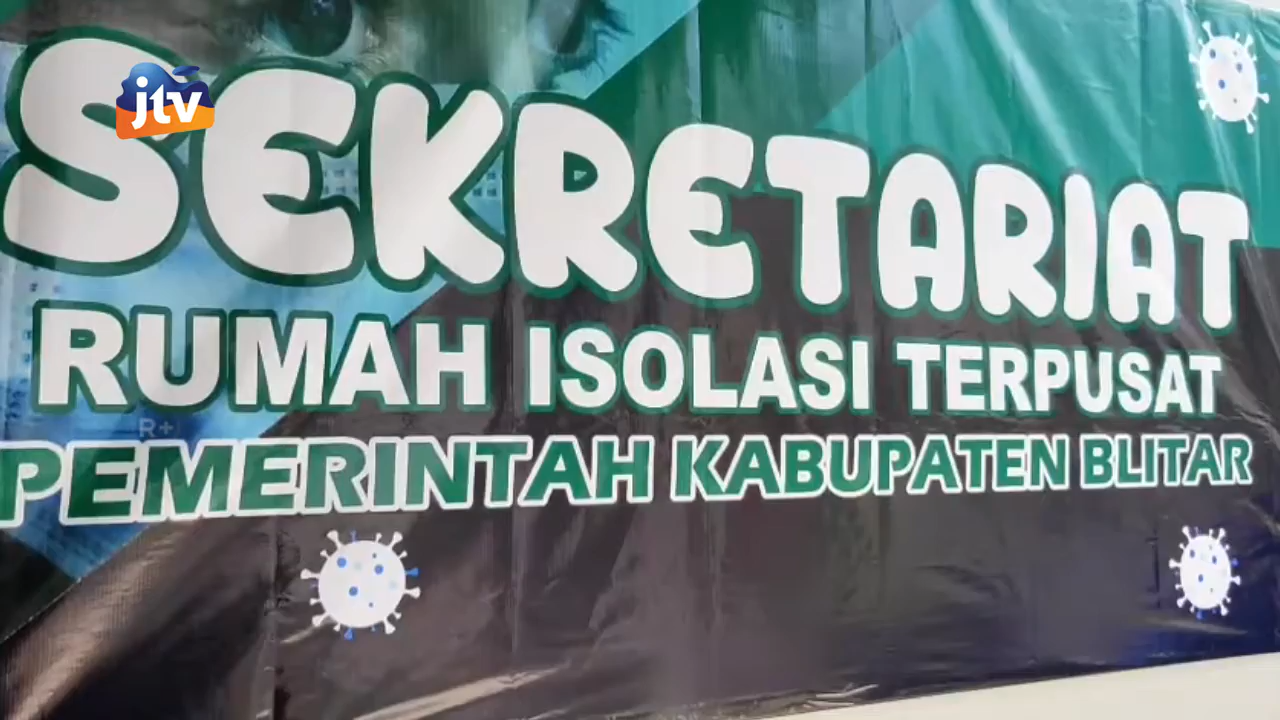 jtv
SEKRETARIAT
RUMAH ISOLASI TERPUSAT
R+
PEMERINTAH KABUPATEN BLITAR